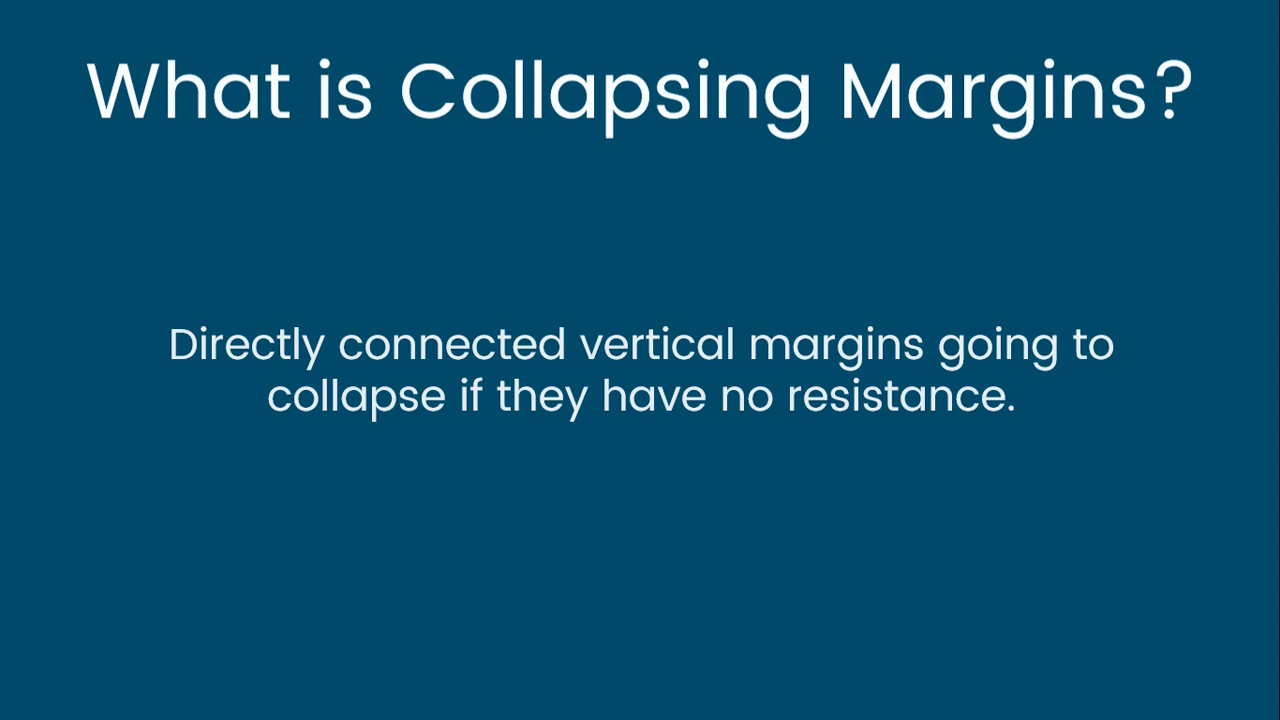 What is Collapsing Margins?
Directly connected vertical margins going to
collapse if they have no resistance.